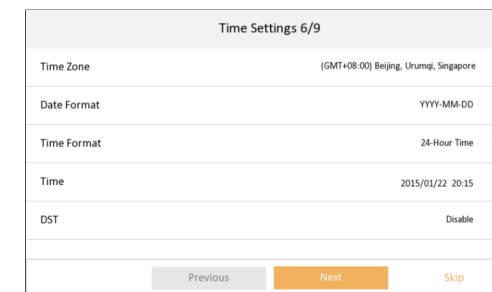 Time Settings 6/9
Time Zone (GMT+08:00) Beijing, Urumqi, Singapore
Date Format YYYY-MM-DD
Time Format 24-Hour Time
Time 2015/01/22 20:15
DST Disable
Previous Next Skip